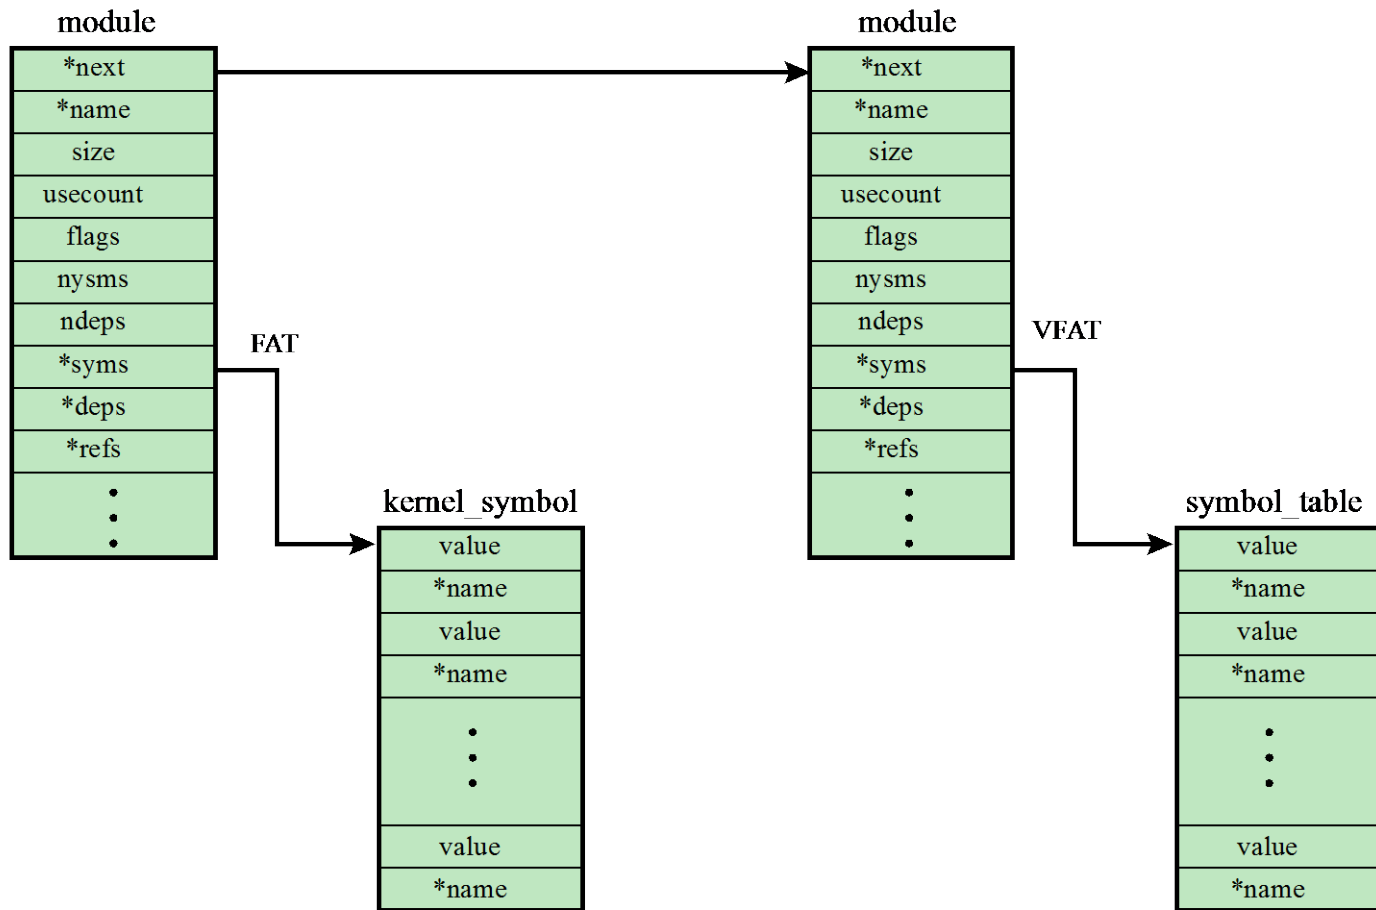 module
*next
*name
size
usecount
flags
nysms
ndeps
*syms
*deps
*refs
FAT
kernel_symbol
value
*name
value
*name
value
*name
module
*next
*name
size
usecount
flags
nysms
ndeps
*syms
*deps
*refs
VFAT
symbol_table
value
*name
value
*name
value
*name